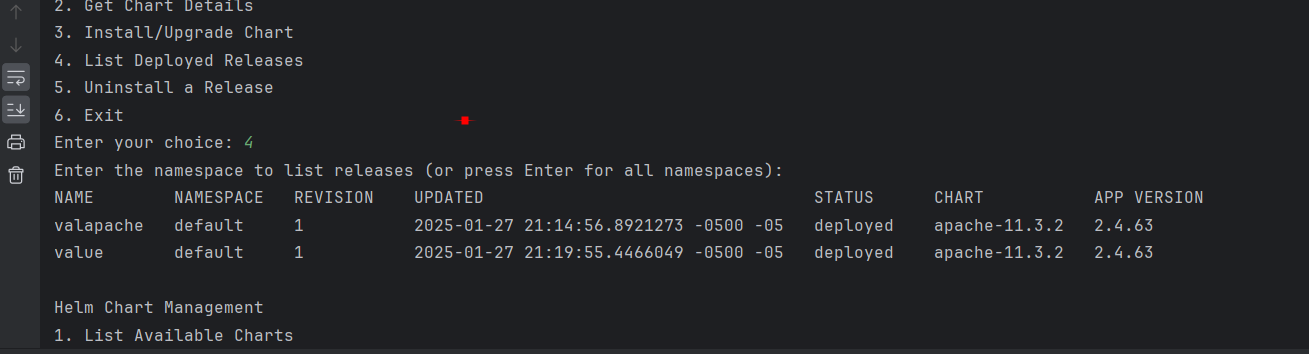 2. Get Chart Details
3. Install/Upgrade Chart
4. List Deployed Releases
5. Uninstall a Release
6. Exit
Enter your choice: 4
Enter the namespace to list releases (or press Enter for all namespaces):
NAME NAMESPACE REVISION UPDATED STATUS CHART APP VERSION
valapache default 1 2025-01-27 21:14:56.8921273 -0500 -05 deployed apache-11.3.2 2.4.63
value default 1 2025-01-27 21:19:55.4466049 -0500 -05 deployed apache-11.3.2 2.4.63
Helm Chart Management
1. List Available Charts